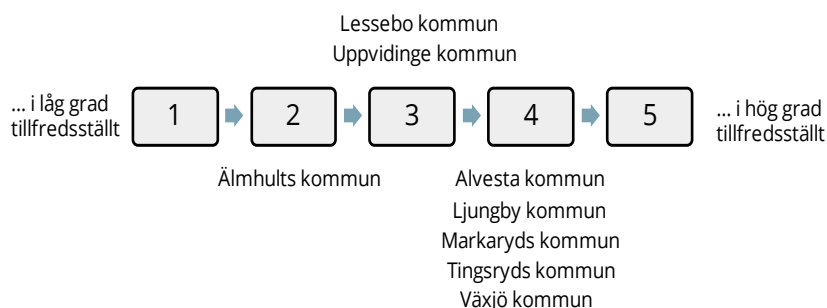 Lessebo kommun
Uppvidinge kommun
... i låg grad
tillfredsställt
1
2
3
4
5
... i hög grad
tillfredsställt
Älmhults kommun
Alvesta kommun
Ljungby kommun
Markaryds kommun
Tingsryds kommun
Växjö kommun